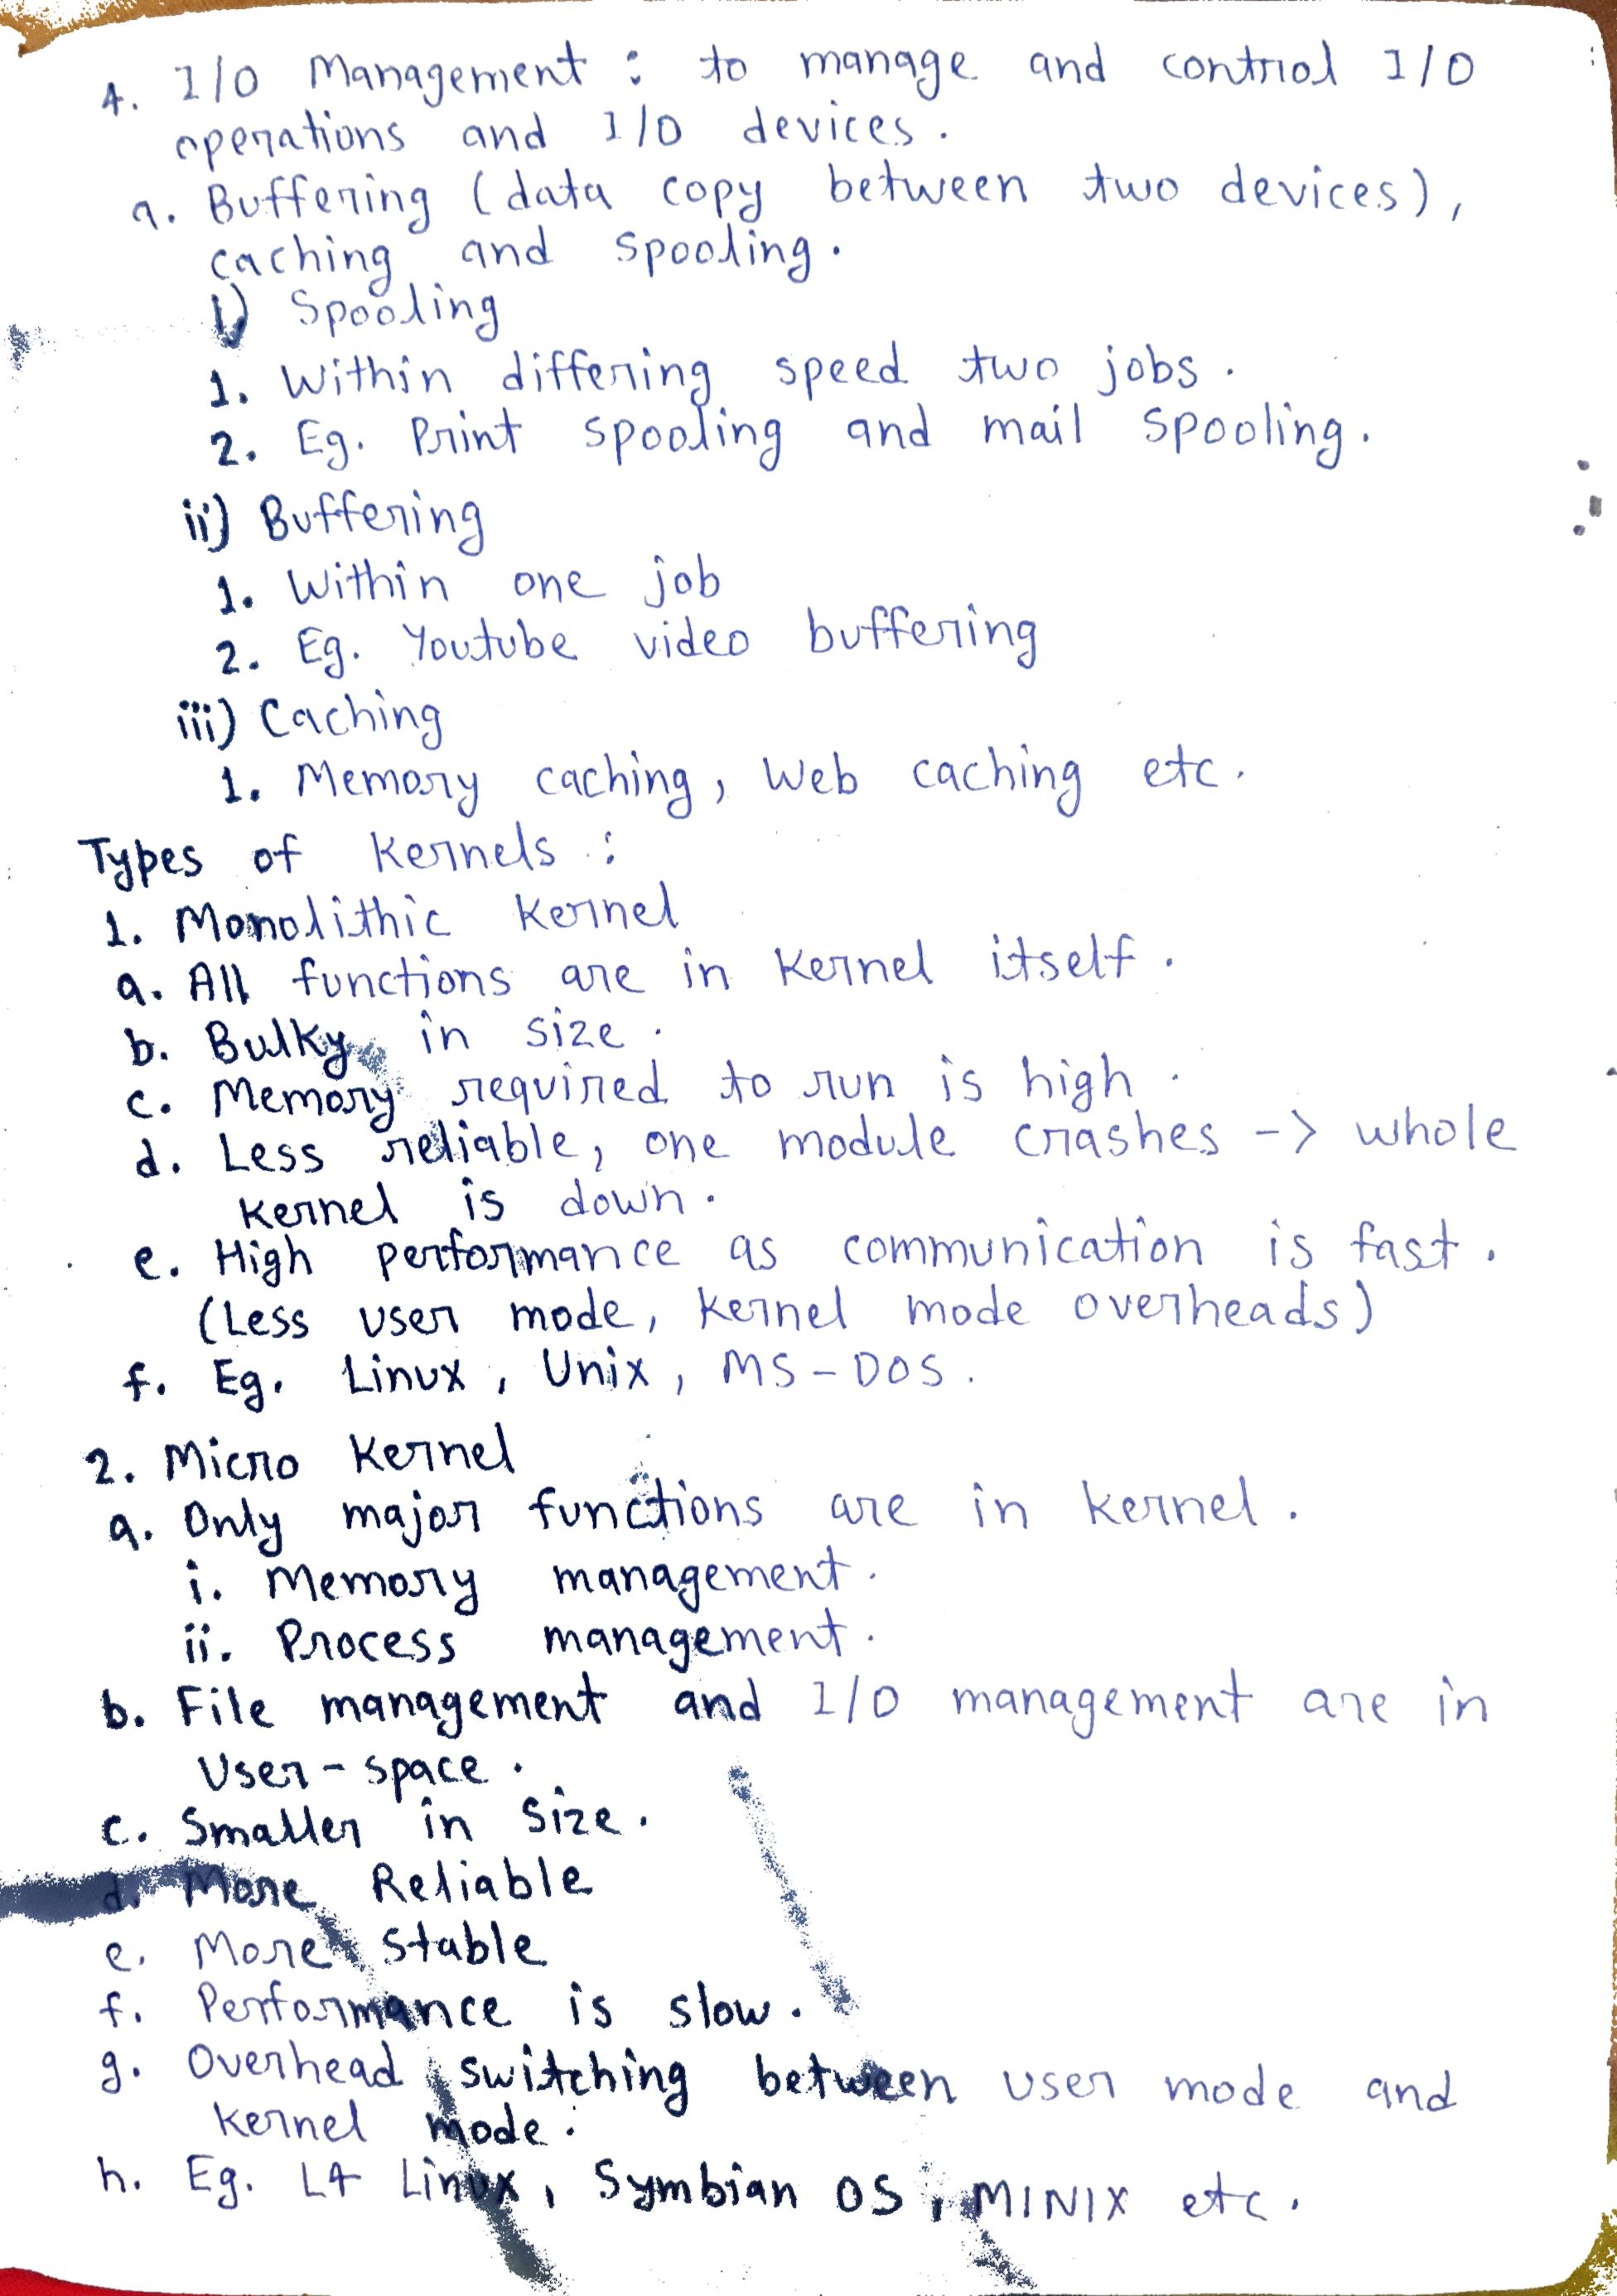 4. I/O Management : to manage and control I/O
operations and I/O devices.
a. Buffering (data copy between two devices),
caching and spooling.
i) Spooling
1. Within differing speed two jobs.
2. Eg. Print spooling and mail spooling.
ii) Buffering
1. Within one job
2. Eg. Youtube video buffering
iii) Caching
1. Memory caching, Web caching etc.
Types of Kernels :
1. Monolithic Kernel
a. All functions are in kernel itself.
b. Bulky in size.
c. Memory required to run is high.
d. Less reliable, one module crashes -> whole
kernel is down.
e. High performance as communication is fast.
(Less user mode, kernel mode overheads)
f. Eg. Linux, Unix, MS-DOS.
2. Micro Kernel
a. Only major functions are in kernel.
i. Memory management.
ii. Process management.
b. File management and I/O management are in
User-space.
c. Smaller in size.
d. More Reliable
e. More stable
f. Performance is slow.
g. Overhead switching between user mode and
kernel mode.
h. Eg. L4 Linux, Symbian OS, MINIX etc.